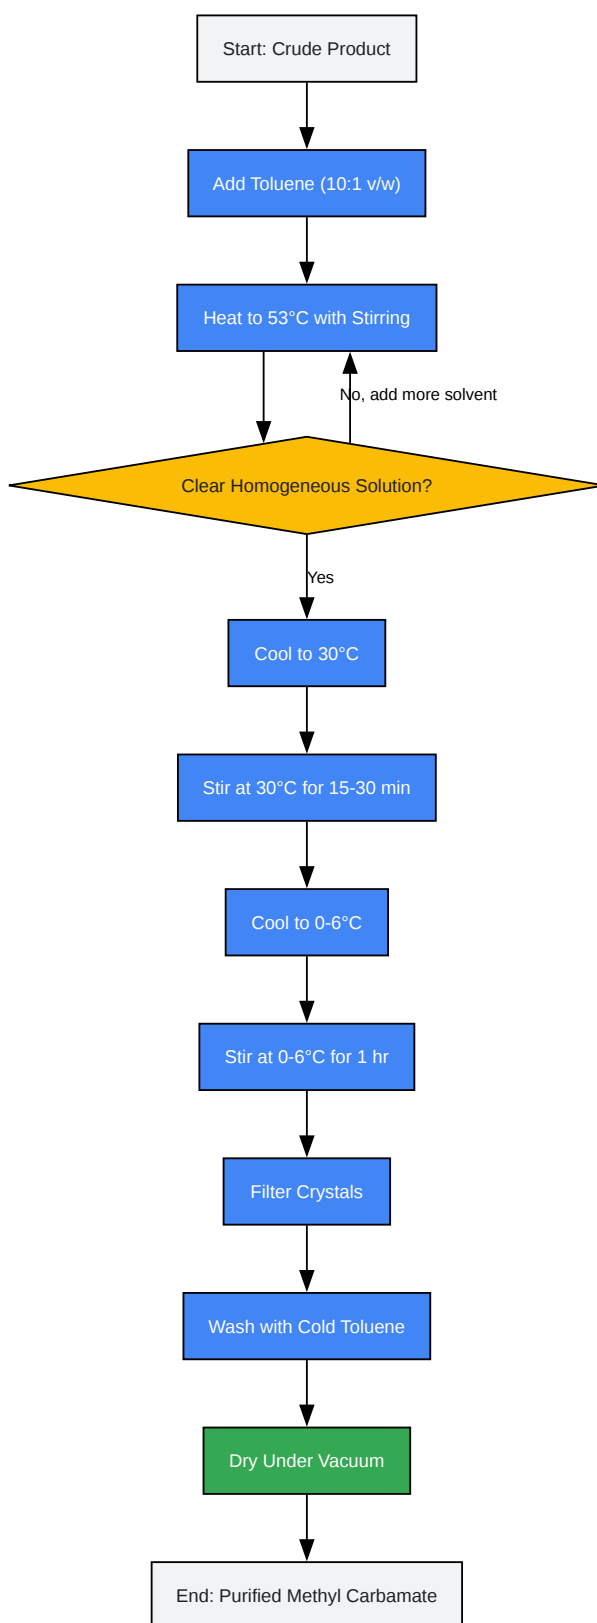 Start: Crude Product
Add Toluene (10:1 v/w)
Heat to 53°C with Stirring
No, add more solvent
Clear Homogeneous Solution?
Yes
Cool to 30°C
Stir at 30°C for 15-30 min
Cool to 0-6°C
Stir at 0-6°C for 1 hr
Filter Crystals
Wash with Cold Toluene
Dry Under Vacuum
End: Purified Methyl Carbamate